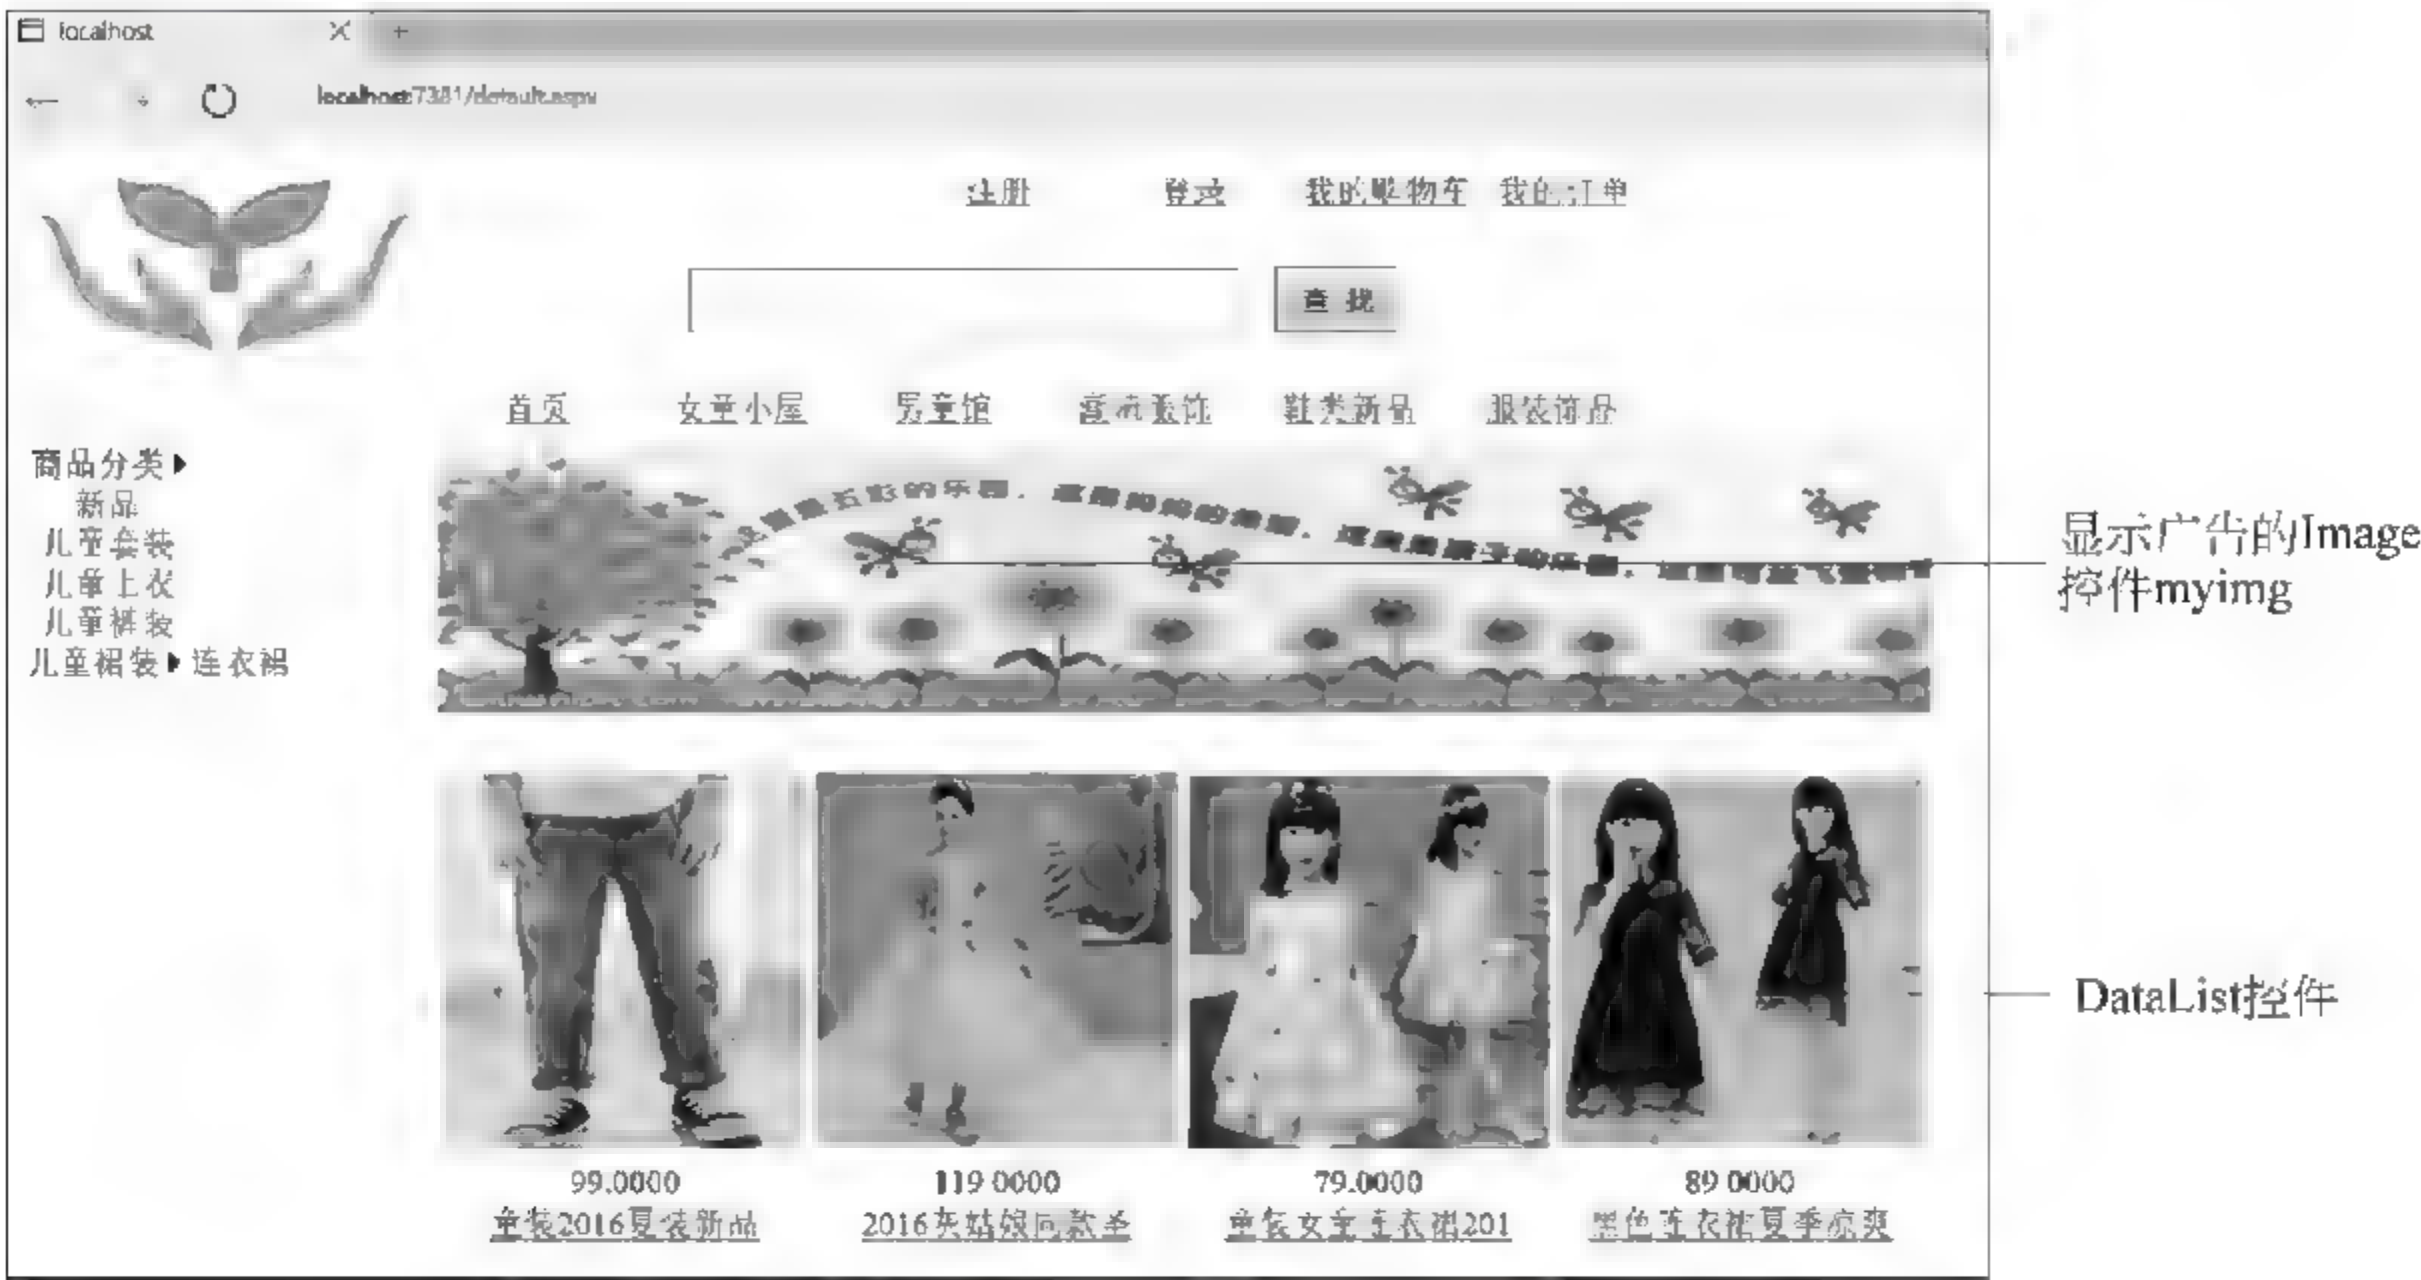 localhost
localhost:7381/default.aspx
注册 登录 我的购物车 我的订单
查 找
首页 女童小屋 男童馆 鞋类新品 服装饰品
商品分类
新品
儿童套装
儿童上衣
儿童裤装
儿童裙装 连衣裙
五彩的乐园
显示广告的Image
控件myimg
DataList控件
99.0000 119.0000 79.0000 89.0000
童装2016夏装新品 2016灰姑娘同款圣 童装女童连衣裙201 黑色连衣裙夏季凉爽